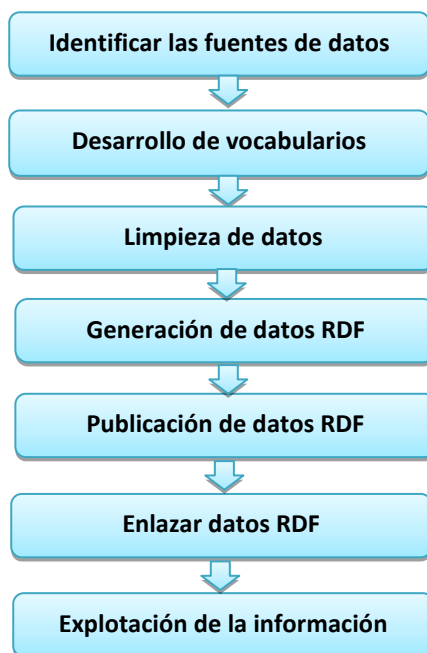 Identificar las fuentes de datos
Desarrollo de vocabularios
Limpieza de datos
Generación de datos RDF
Publicación de datos RDF
Enlazar datos RDF
Explotación de la información